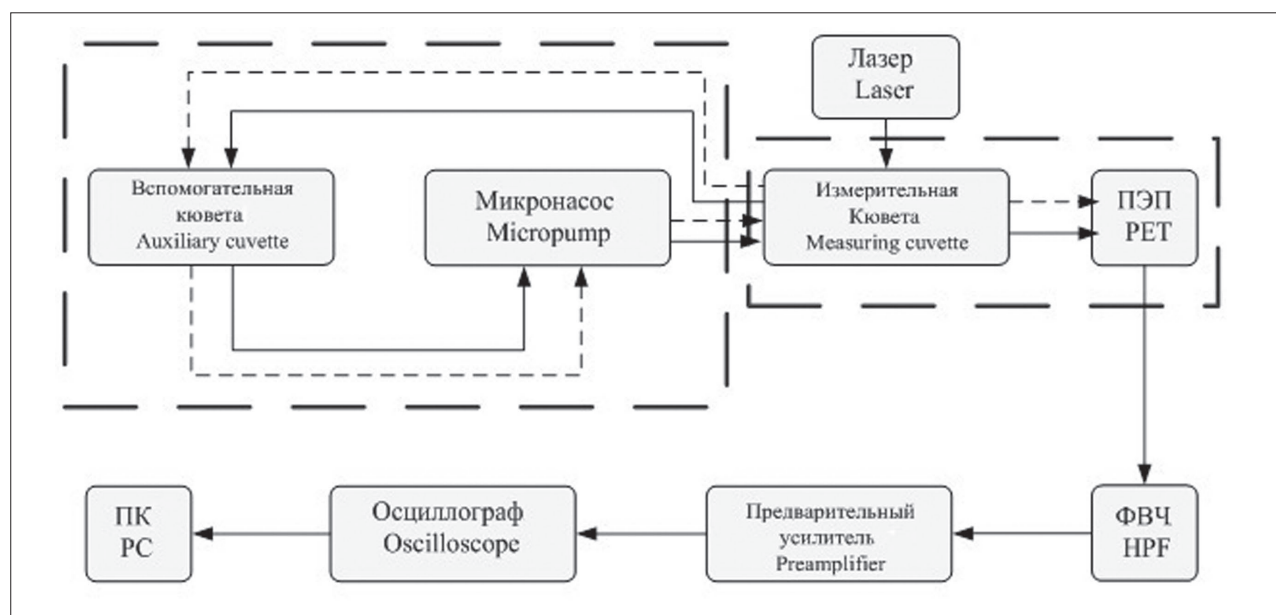 Лазер
Laser
Вспомогательная
кювета
Auxiliary cuvette
Микронасос
Micropump
Измерительная
Кювета
Measuring cuvette
ПЭП
PET
ПК
PC
Осциллограф
Oscilloscope
Предварительный
усилитель
Preamplifier
ФВЧ
HPF